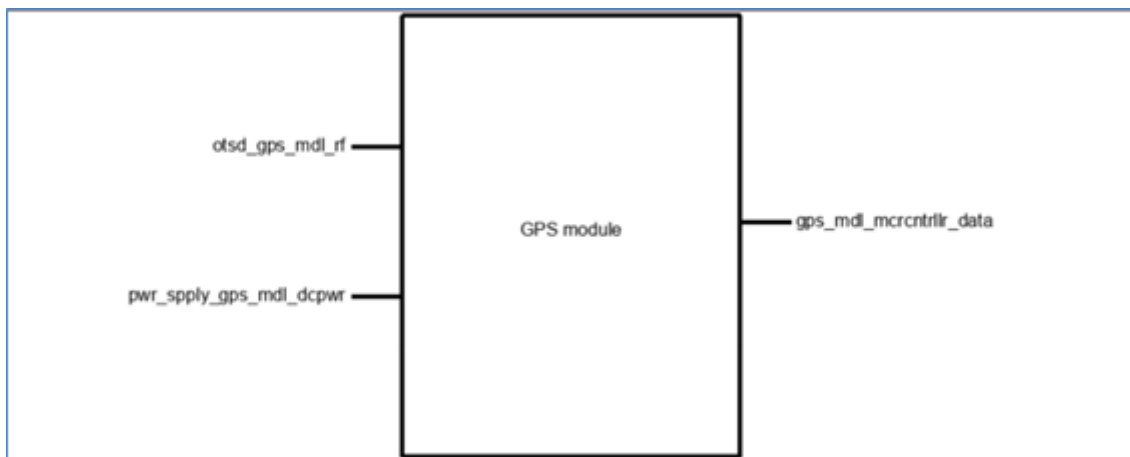 otsd_gps_mdl_rf
GPS module
gps_mdl_mcrcntrllr_data
pwr_spply_gps_mdl_dcpwr